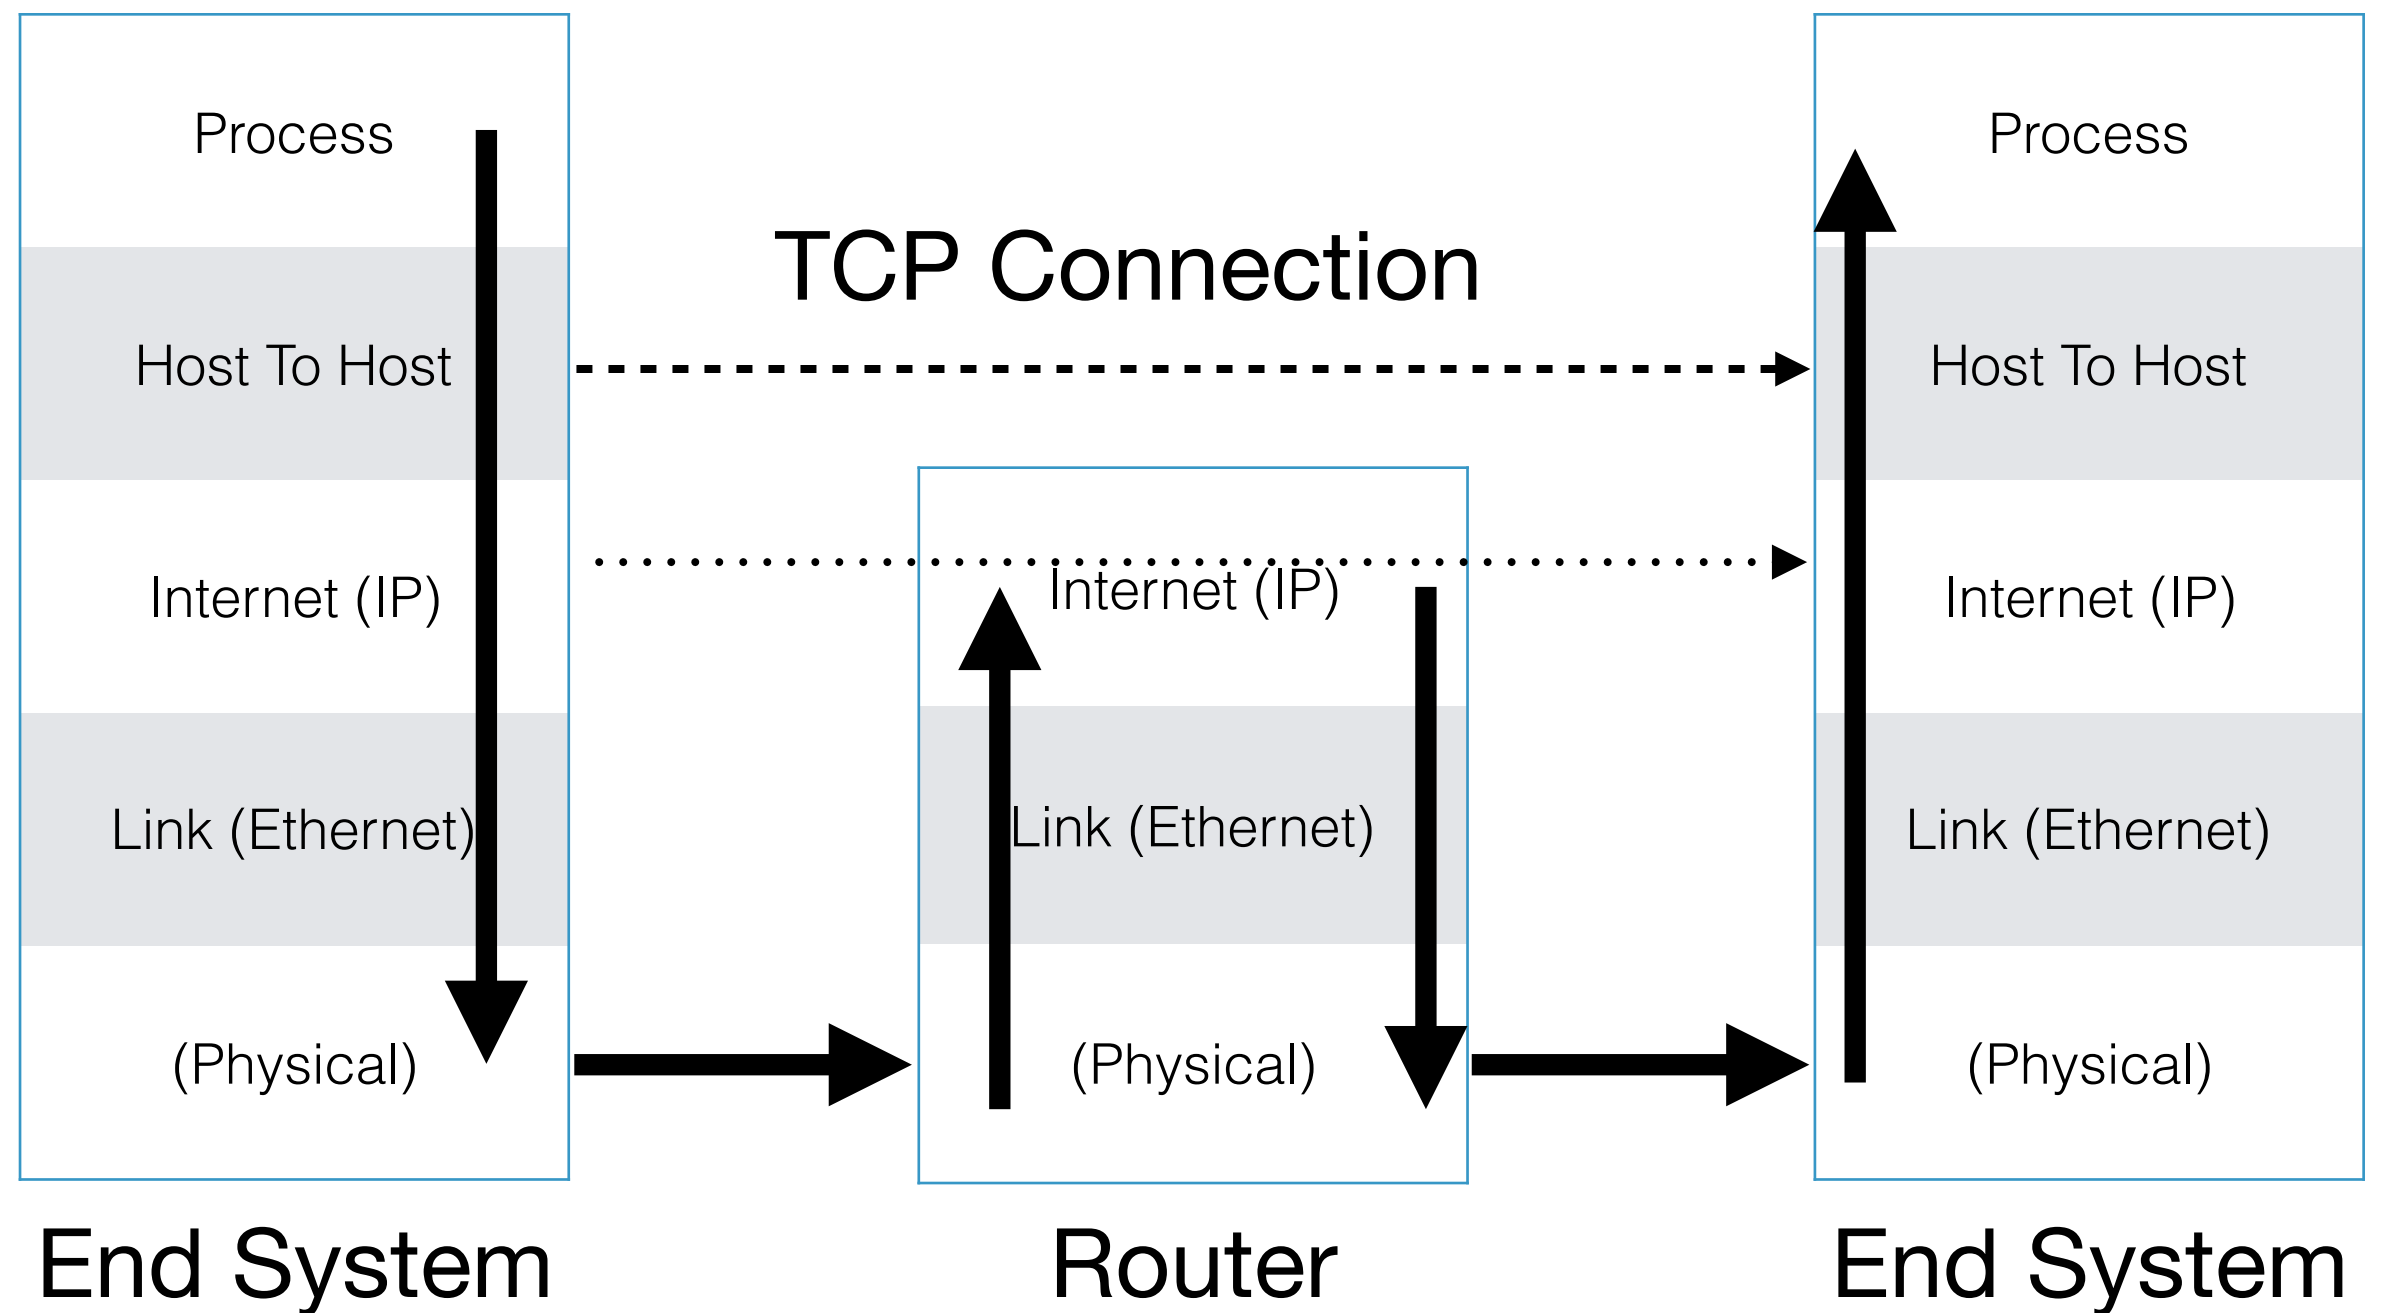 Process
Host To Host
Internet (IP)
Link (Ethernet)
(Physical)
End System
TCP Connection
Internet (IP)
Link (Ethernet)
(Physical)
Router
Process
Host To Host
Internet (IP)
Link (Ethernet)
(Physical)
End System